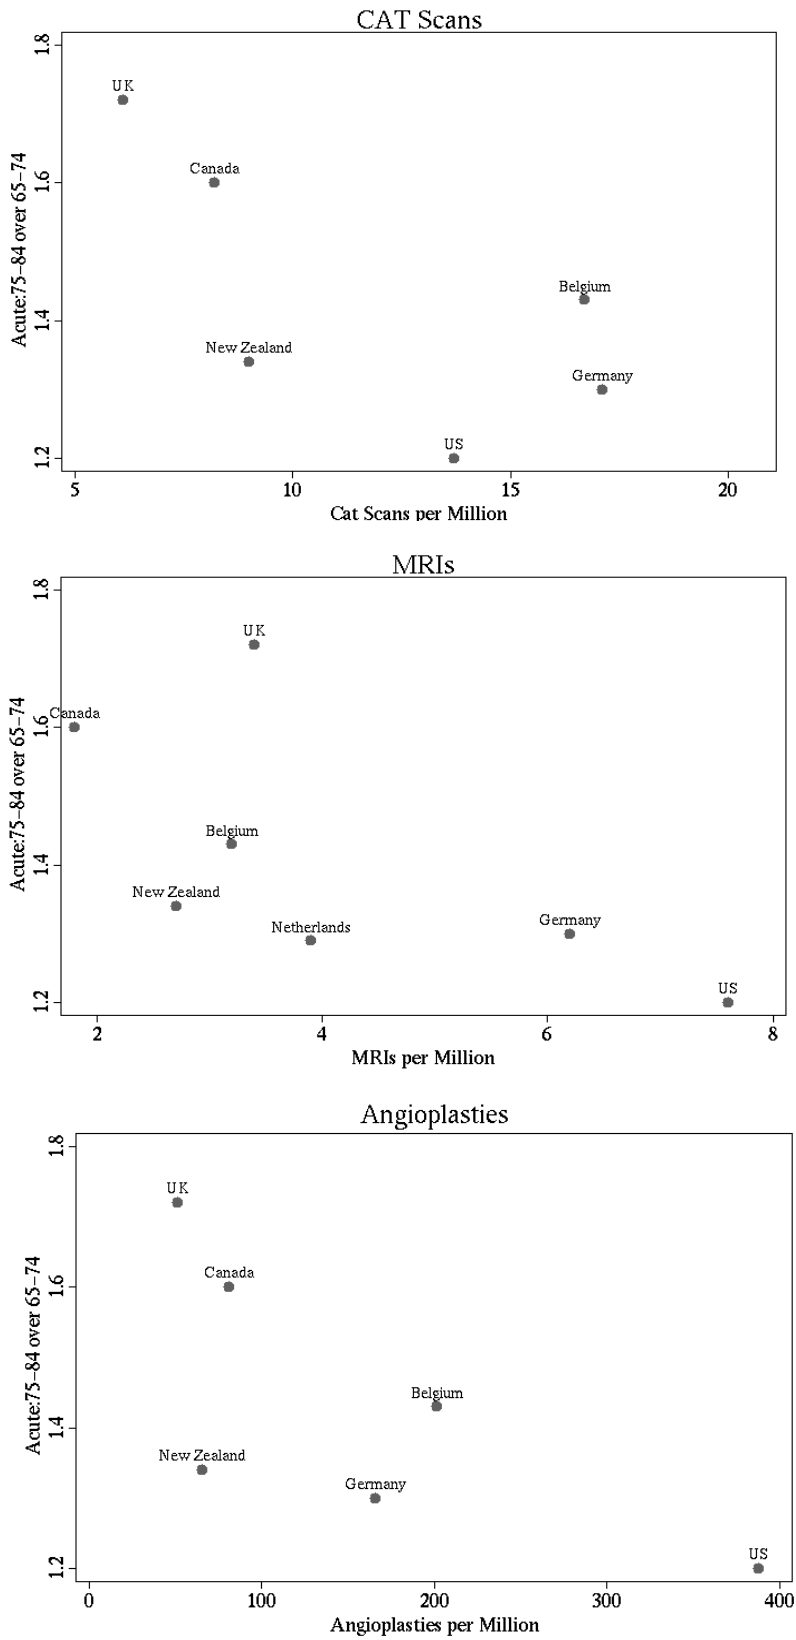 CAT Scans
1.8
UK
Canada
1.6
Belgium
1.4
New Zealand
Germany
US
1.2
Acute:75–84 over 65–74
5
10
15
20
Cat Scans per Million
MRIs
1.8
UK
Canada
1.6
Belgium
1.4
New Zealand
Netherlands
Germany
US
1.2
Acute:75–84 over 65–74
2
4
6
8
MRIs per Million
Angioplasties
1.8
UK
Canada
1.6
Belgium
1.4
New Zealand
Germany
US
1.2
Acute:75–84 over 65–74
0
100
200
300
400
Angioplasties per Million